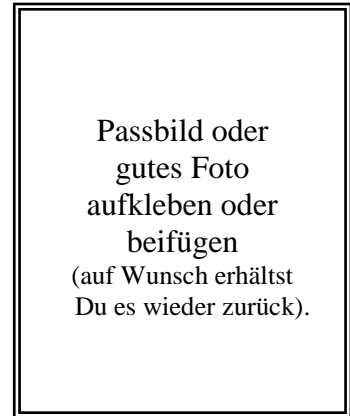 Passbild oder
gutes Foto
aufkleben oder
beifügen
(auf Wunsch erhältst
Du es wieder zurück).